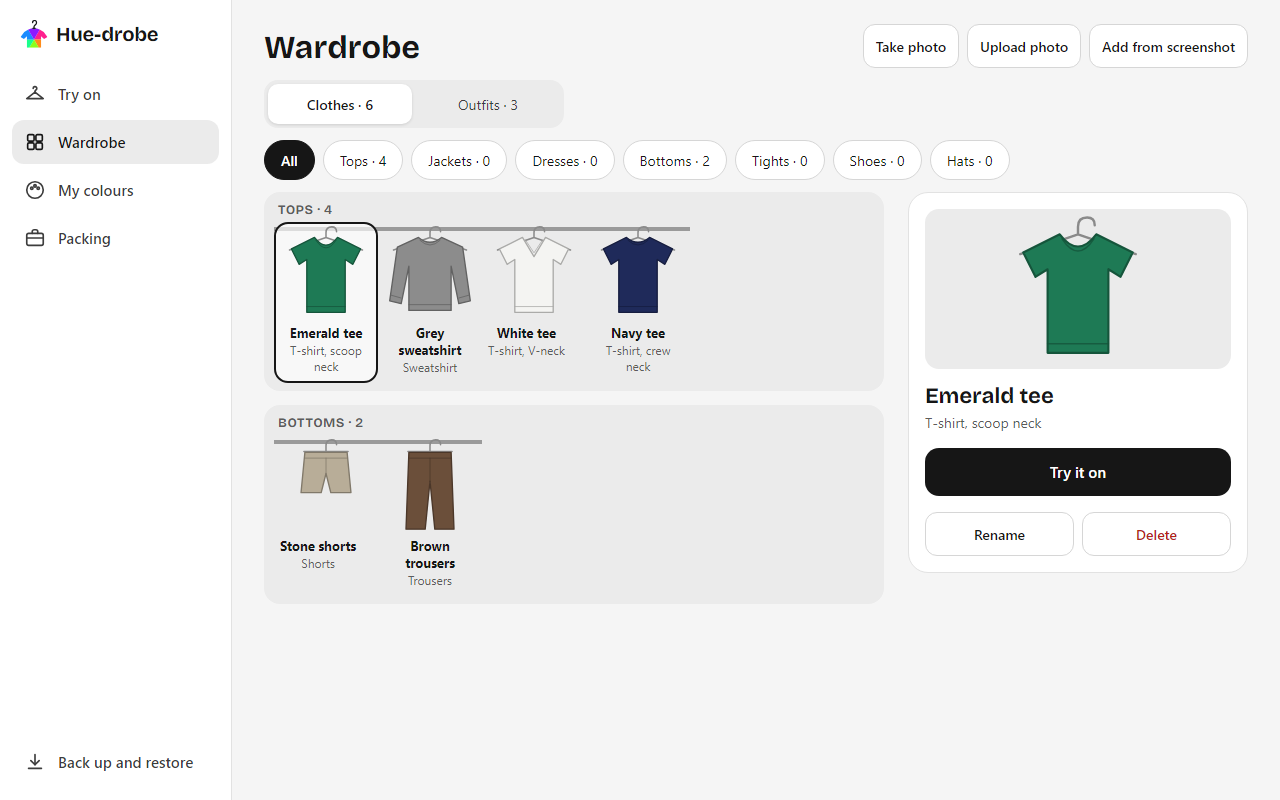 Hue-drobe
Try on
Wardrobe
My colours
Packing
Back up and restore
Wardrobe
Take photo
Upload photo
Add from screenshot
Clothes · 6
Outfits · 3
All
Tops · 4
Jackets · 0
Dresses · 0
Bottoms · 2
Tights · 0
Shoes · 0
Hats · 0
TOPS · 4
Emerald tee
T-shirt, scoop
neck
Grey
sweatshirt
Sweatshirt
White tee
T-shirt, V-neck
Navy tee
T-shirt, crew
neck
BOTTOMS · 2
Stone shorts
Shorts
Brown
trousers
Trousers
Emerald tee
T-shirt, scoop neck
Try it on
Rename
Delete